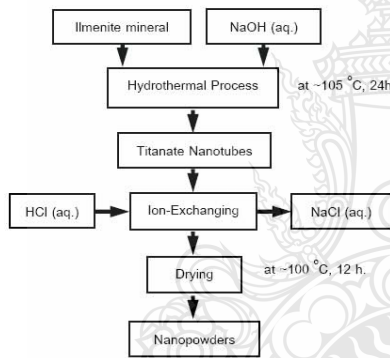 Ilmenite mineral
NaOH (aq.)
Hydrothermal Process
at ~105 °C, 24h
Titanate Nanotubes
HCl (aq.)
Ion-Exchanging
NaCl (aq.)
Drying
at ~100 °C, 12 h.
Nanopowders